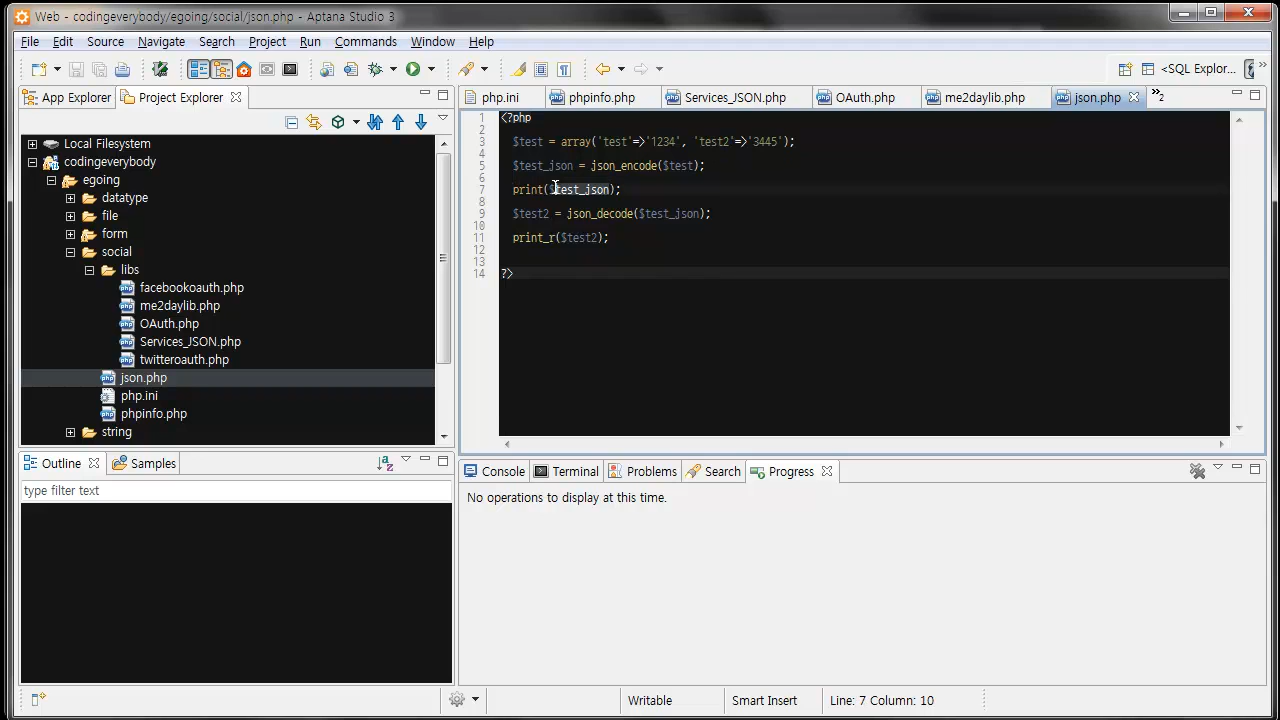 Web - codingeverybody/egoing/social/json.php - Aptana Studio 3
File Edit Source Navigate Search Project Run Commands Window Help
<SQL Explor...
App Explorer Project Explorer
php.ini phpinfo.php Services_JSON.php OAuth.php me2daylib.php json.php »2
Local Filesystem
codingeverybody
egoing
datatype
file
form
social
libs
facebookoauth.php
me2daylib.php
OAuth.php
Services_JSON.php
twitteroauth.php
json.php
php.ini
phpinfo.php
string
1 <?php
2
3 $test = array('test'=>'1234', 'test2'=>'3445');
4
5 $test_json = json_encode($test);
6
7 print($test_json);
8
9 $test2 = json_decode($test_json);
10
11 print_r($test2);
12
13
14 ?>
Outline Samples
type filter text
Console Terminal Problems Search Progress
No operations to display at this time.
Writable Smart Insert Line: 7 Column: 10